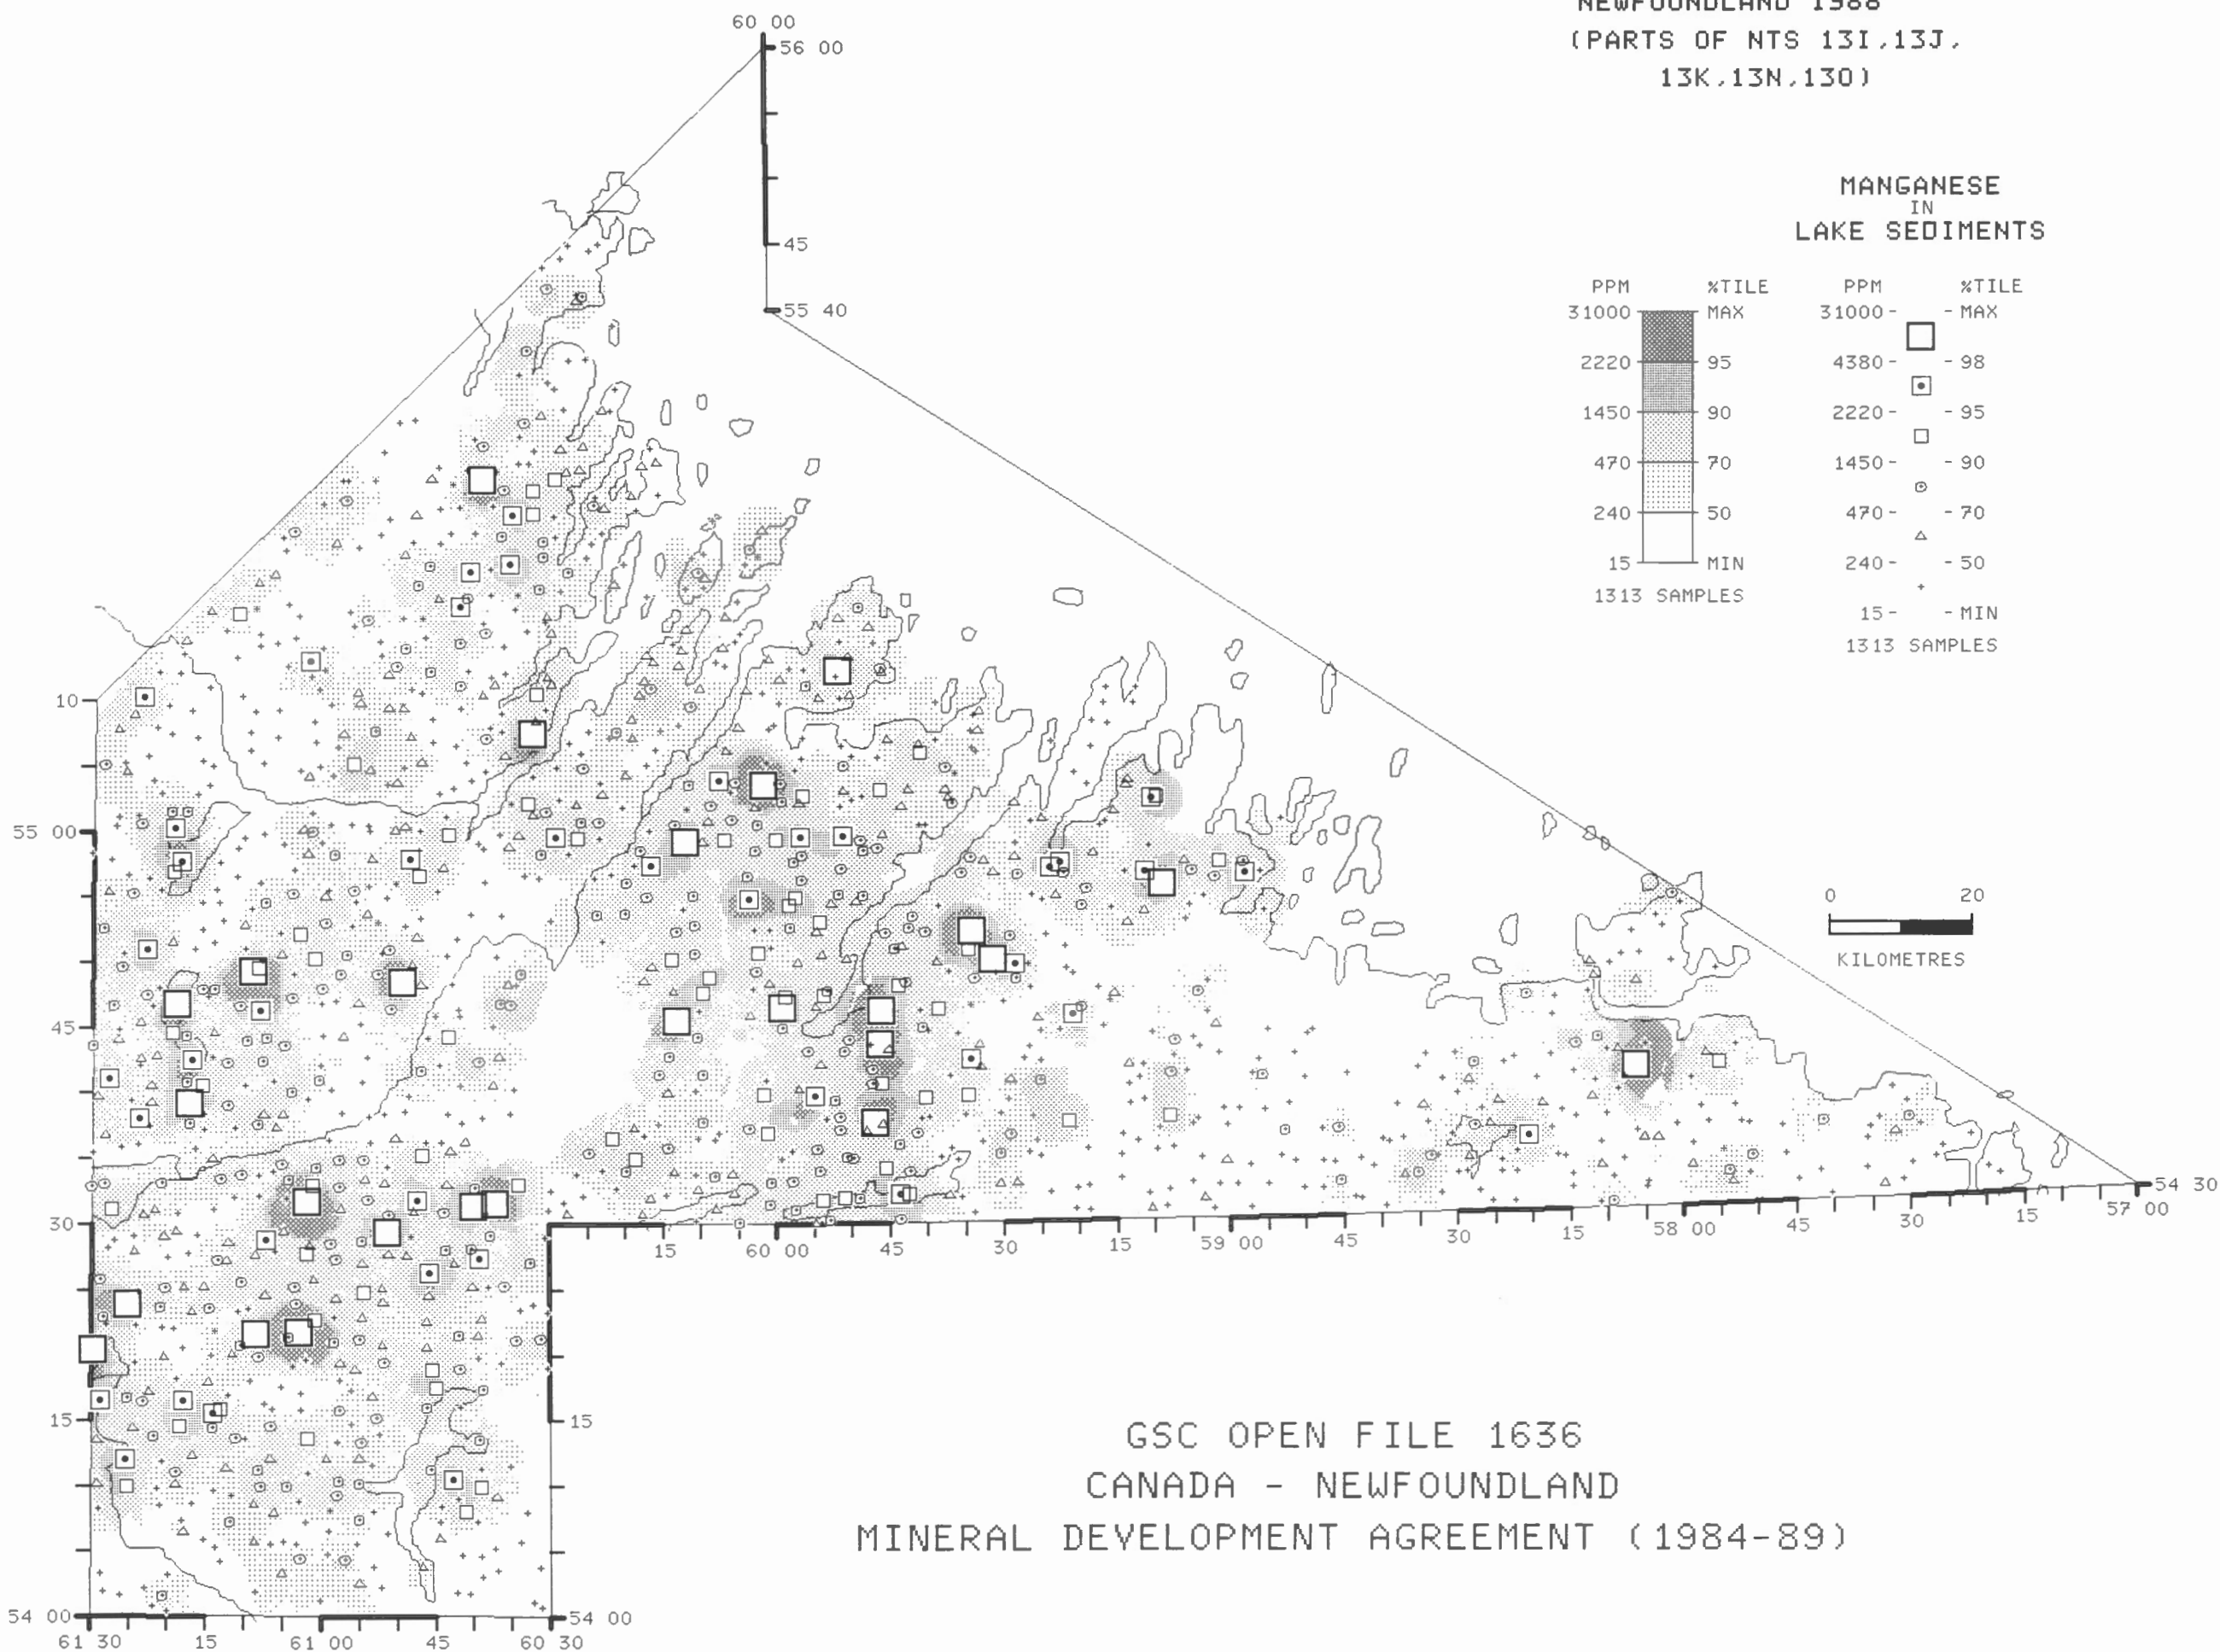 NEWFOUNDLAND 1988
(PARTS OF NTS 13I,13J,
13K,13N,13O)
MANGANESE
IN
LAKE SEDIMENTS
PPM %TILE
31000 MAX
2220 95
1450 90
470 70
240 50
15 MIN
1313 SAMPLES
PPM %TILE
31000- - MAX
4380- - 98
2220- - 95
1450- - 90
470- - 70
240- - 50
15- - MIN
1313 SAMPLES
60 00
56 00
45
55 40
10
55 00
45
30
15
54 00
61 30 15 61 00 45 60 30
54 00
15
15 60 00 45 30 15 59 00 45 30 15 58 00 45 30 15 57 00
54 30
0 20
KILOMETRES
GSC OPEN FILE 1636
CANADA - NEWFOUNDLAND
MINERAL DEVELOPMENT AGREEMENT (1984-89)